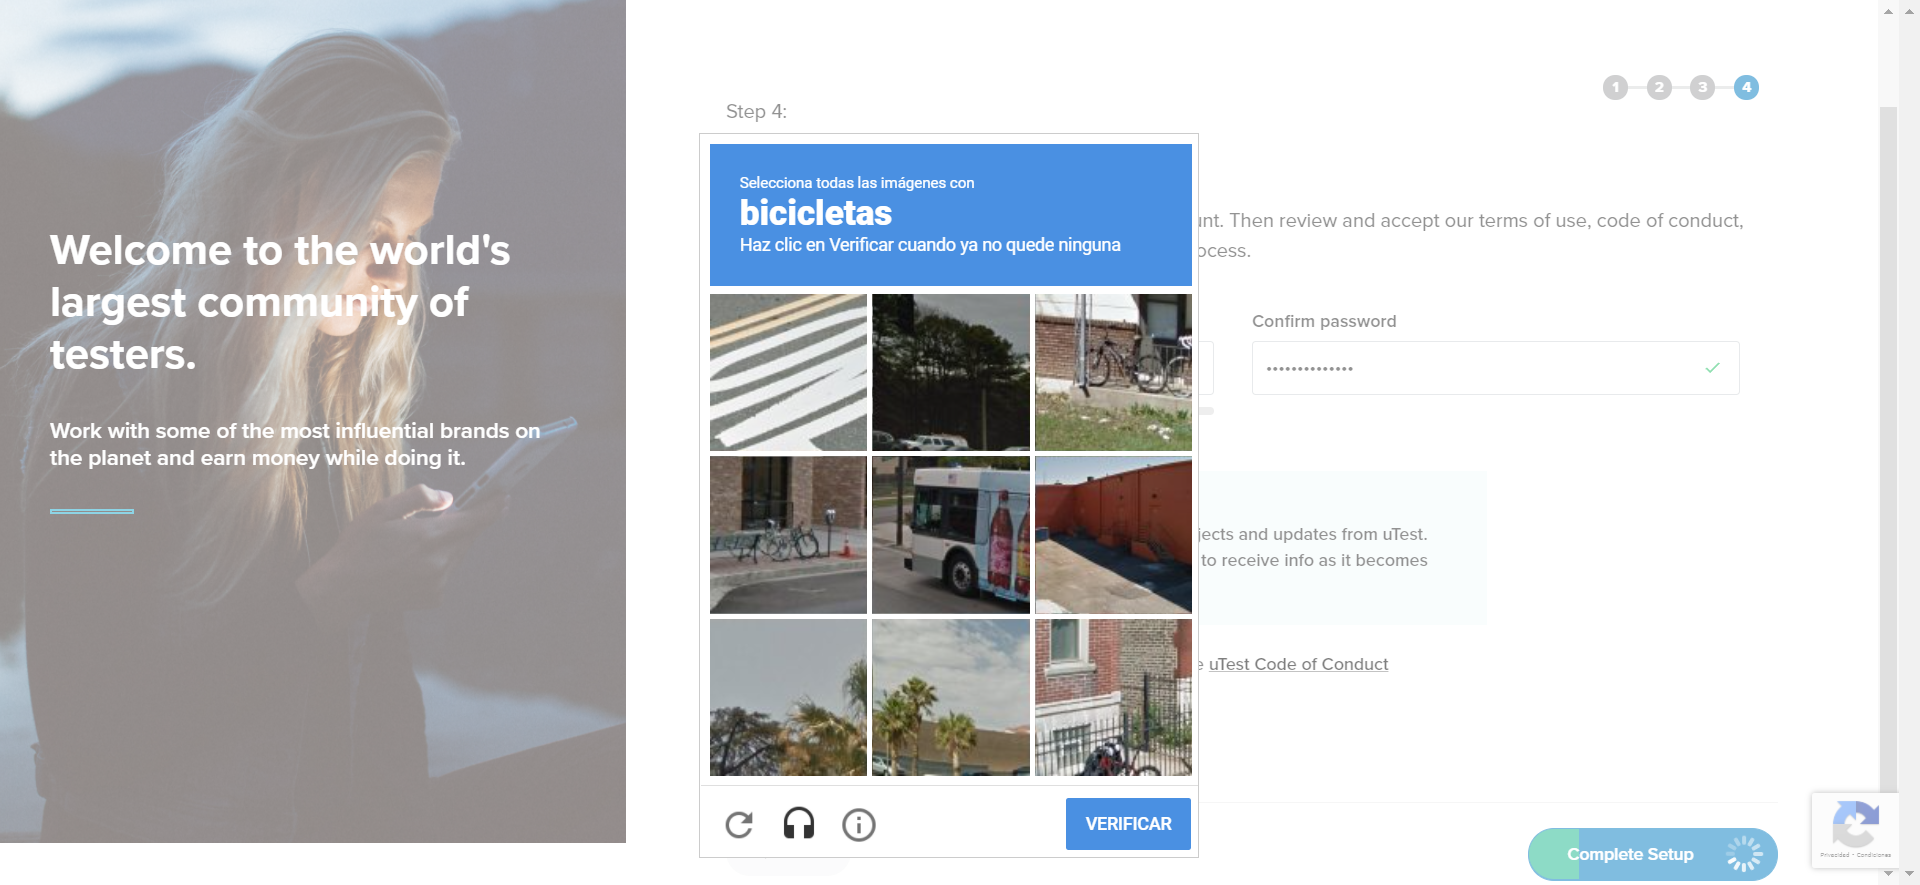 Welcome to the world's
largest community of
testers.
Work with some of the most influential brands on
the planet and earn money while doing it.
1 2 3 4
Step 4:
unt. Then review and accept our terms of use, code of conduct,
ocess.
Confirm password
jects and updates from uTest.
to receive info as it becomes
e uTest Code of Conduct
Selecciona todas las imágenes con
bicicletas
Haz clic en Verificar cuando ya no quede ninguna
VERIFICAR
Complete Setup
Privacidad - Condiciones